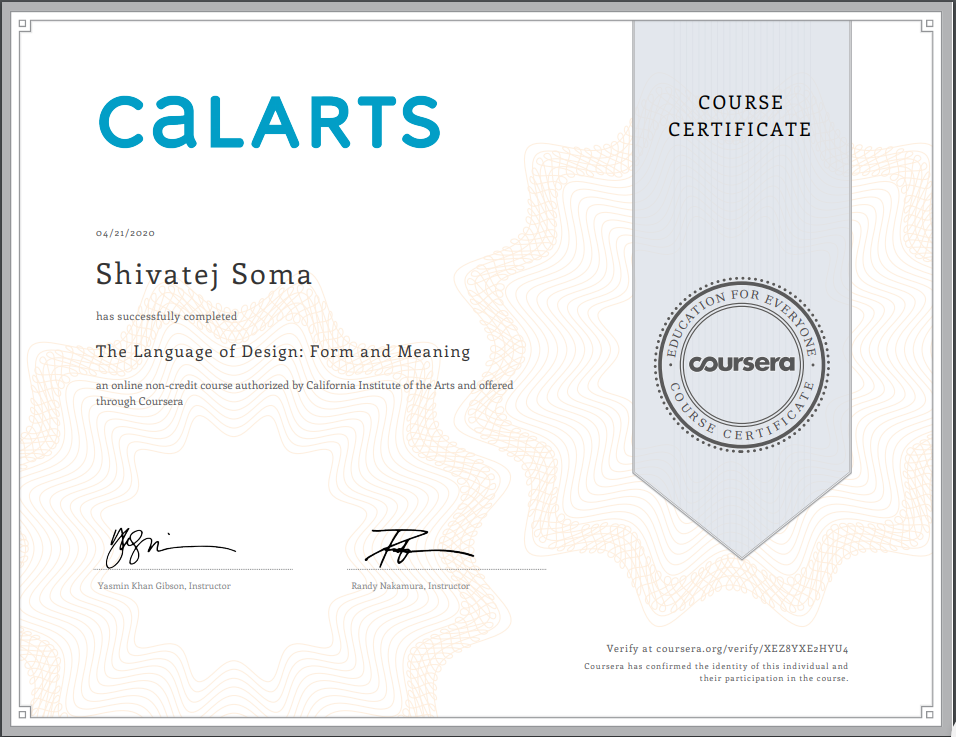 CALARTS
COURSE
CERTIFICATE
04/21/2020
Shivatej Soma
has successfully completed
The Language of Design: Form and Meaning
an online non-credit course authorized by California Institute of the Arts and offered
through Coursera
EDUCATION FOR EVERYONE
coursera
COURSE CERTIFICATE
Yasmin Khan Gibson, Instructor
Randy Nakamura, Instructor
Verify at coursera.org/verify/XEZ8YXE2HYU4
Coursera has confirmed the identity of this individual and
their participation in the course.